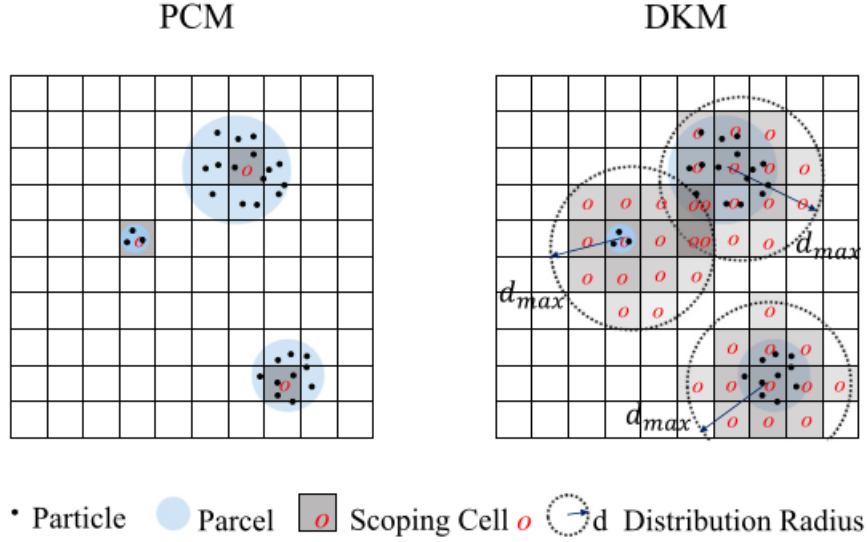 PCM DKM
o o o o
o o o o
o o o o o o o o
o o o o o o o o o
d_max
o o o o
d_max
o o
o
o o o
o o o o o o
d_max
o o o
Particle Parcel o Scoping Cell o d Distribution Radius